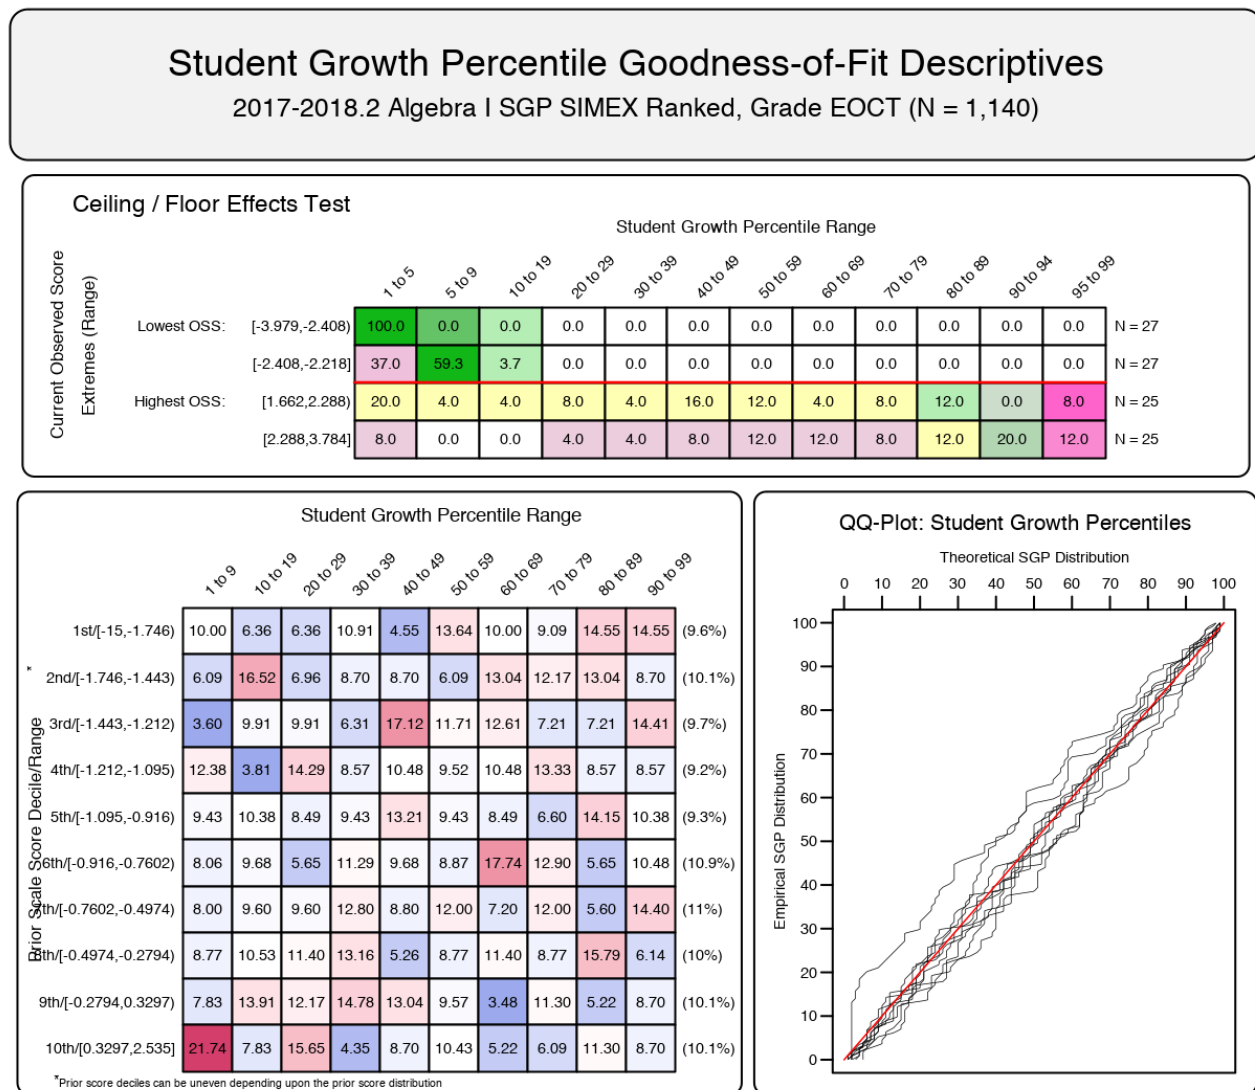 Student Growth Percentile Goodness-of-Fit Descriptives
2017-2018.2 Algebra I SGP SIMEX Ranked, Grade EOCT (N = 1,140)
Ceiling / Floor Effects Test
Student Growth Percentile Range
Current Observed Score
Extremes (Range)
1 to 5 5 to 9 10 to 19 20 to 29 30 to 39 40 to 49 50 to 59 60 to 69 70 to 79 80 to 89 90 to 94 95 to 99
Lowest OSS: [-3.979,-2.408) 100.0 0.0 0.0 0.0 0.0 0.0 0.0 0.0 0.0 0.0 0.0 0.0 N = 27
[-2.408,-2.218] 37.0 59.3 3.7 0.0 0.0 0.0 0.0 0.0 0.0 0.0 0.0 0.0 N = 27
Highest OSS: [1.662,2.288) 20.0 4.0 4.0 8.0 4.0 16.0 12.0 4.0 8.0 12.0 0.0 8.0 N = 25
[2.288,3.784] 8.0 0.0 0.0 4.0 4.0 8.0 12.0 12.0 8.0 12.0 20.0 12.0 N = 25
Student Growth Percentile Range
1 to 9 10 to 19 20 to 29 30 to 39 40 to 49 50 to 59 60 to 69 70 to 79 80 to 89 90 to 99
Prior Scale Score Decile/Range *
1st/[-15,-1.746) 10.00 6.36 6.36 10.91 4.55 13.64 10.00 9.09 14.55 14.55 (9.6%)
2nd/[-1.746,-1.443) 6.09 16.52 6.96 8.70 8.70 6.09 13.04 12.17 13.04 8.70 (10.1%)
3rd/[-1.443,-1.212) 3.60 9.91 9.91 6.31 17.12 11.71 12.61 7.21 7.21 14.41 (9.7%)
4th/[-1.212,-1.095) 12.38 3.81 14.29 8.57 10.48 9.52 10.48 13.33 8.57 8.57 (9.2%)
5th/[-1.095,-0.916) 9.43 10.38 8.49 9.43 13.21 9.43 8.49 6.60 14.15 10.38 (9.3%)
6th/[-0.916,-0.7602) 8.06 9.68 5.65 11.29 9.68 8.87 17.74 12.90 5.65 10.48 (10.9%)
7th/[-0.7602,-0.4974) 8.00 9.60 9.60 12.80 8.80 12.00 7.20 12.00 5.60 14.40 (11%)
8th/[-0.4974,-0.2794) 8.77 10.53 11.40 13.16 5.26 8.77 11.40 8.77 15.79 6.14 (10%)
9th/[-0.2794,0.3297) 7.83 13.91 12.17 14.78 13.04 9.57 3.48 11.30 5.22 8.70 (10.1%)
10th/[0.3297,2.535] 21.74 7.83 15.65 4.35 8.70 10.43 5.22 6.09 11.30 8.70 (10.1%)
*Prior score deciles can be uneven depending upon the prior score distribution
QQ-Plot: Student Growth Percentiles
Theoretical SGP Distribution
0 10 20 30 40 50 60 70 80 90 100
Empirical SGP Distribution
100
90
80
70
60
50
40
30
20
10
0